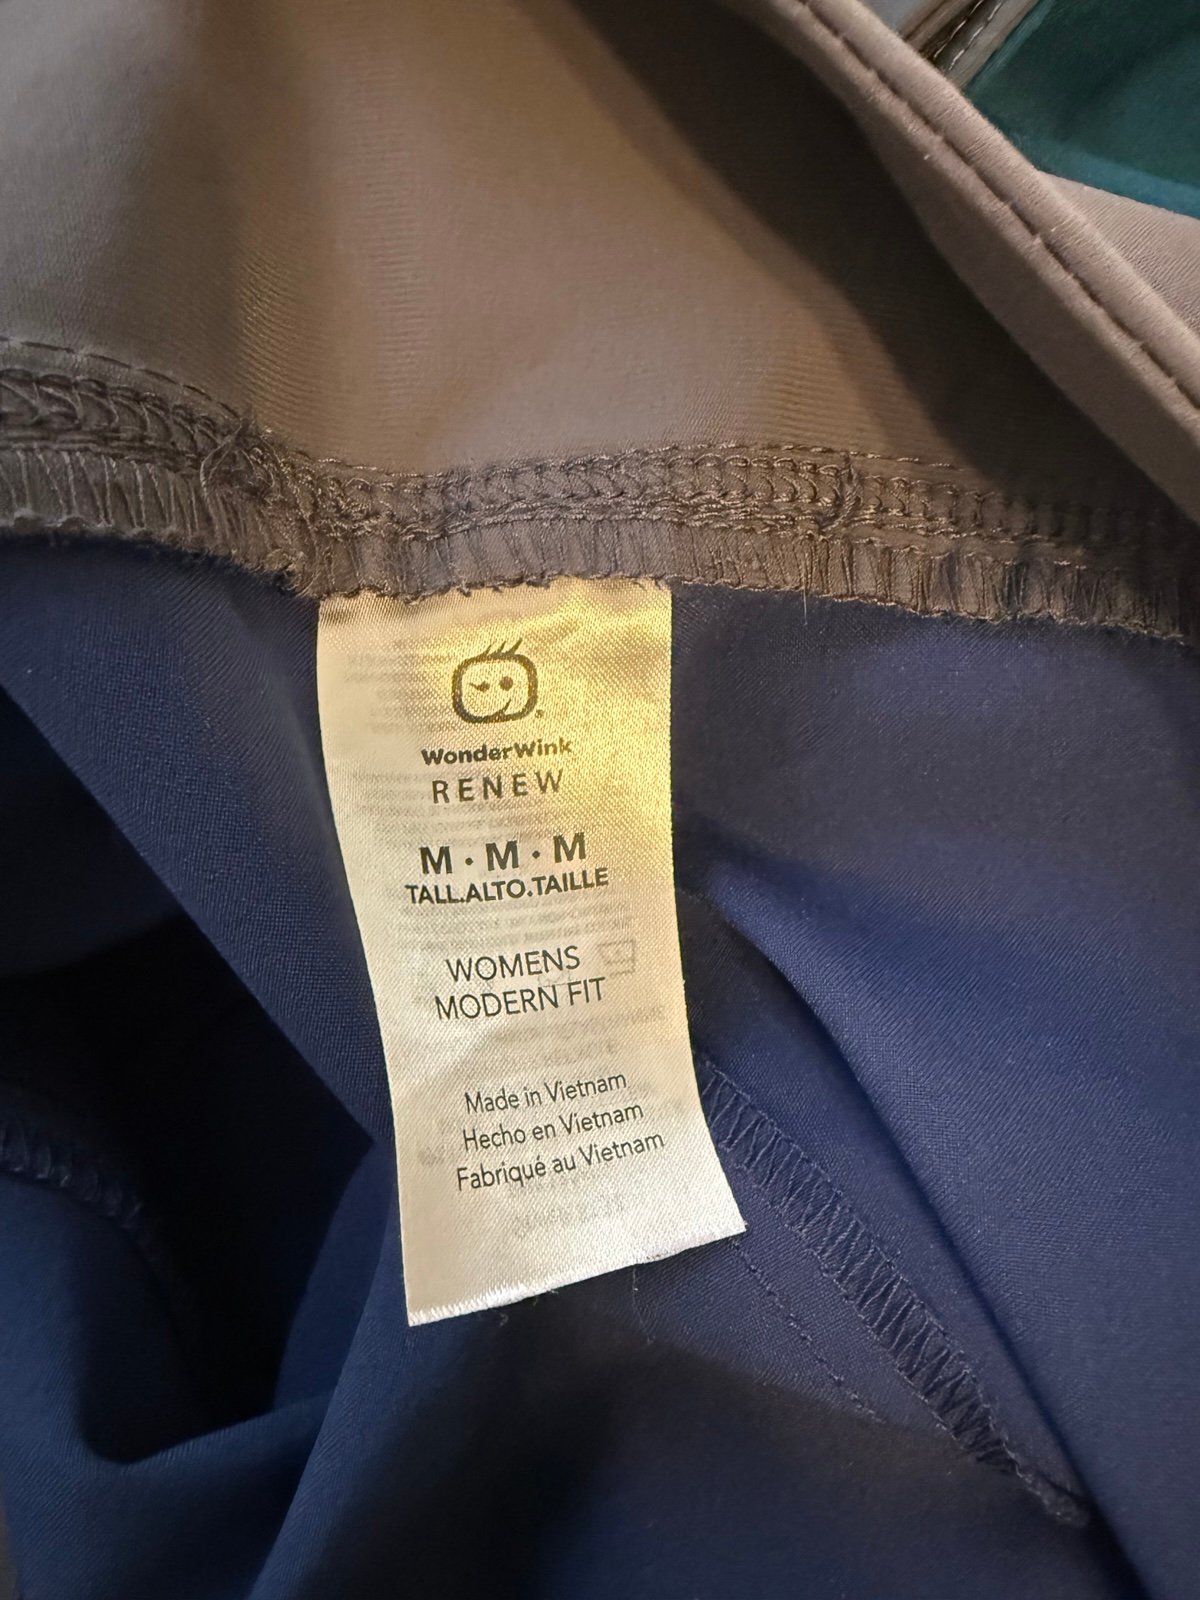 WonderWink
RENEW
M · M · M
TALL.ALTO.TAILLE
WOMENS
MODERN FIT
Made in Vietnam
Hecho en Vietnam
Fabriqué au Vietnam